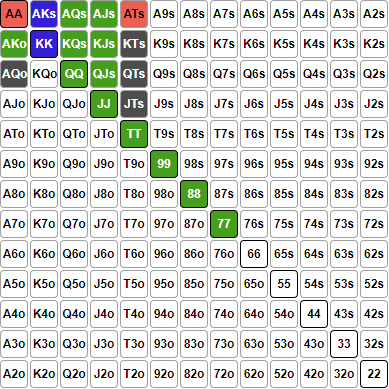 AA AKs AQs AJs ATs A9s A8s A7s A6s A5s A4s A3s A2s
AKo KK KQs KJs KTs K9s K8s K7s K6s K5s K4s K3s K2s
AQo KQo QQ QJs QTs Q9s Q8s Q7s Q6s Q5s Q4s Q3s Q2s
AJo KJo QJo JJ JTs J9s J8s J7s J6s J5s J4s J3s J2s
ATo KTo QTo JTo TT T9s T8s T7s T6s T5s T4s T3s T2s
A9o K9o Q9o J9o T9o 99 98s 97s 96s 95s 94s 93s 92s
A8o K8o Q8o J8o T8o 98o 88 87s 86s 85s 84s 83s 82s
A7o K7o Q7o J7o T7o 97o 87o 77 76s 75s 74s 73s 72s
A6o K6o Q6o J6o T6o 96o 86o 76o 66 65s 64s 63s 62s
A5o K5o Q5o J5o T5o 95o 85o 75o 65o 55 54s 53s 52s
A4o K4o Q4o J4o T4o 94o 84o 74o 64o 54o 44 43s 42s
A3o K3o Q3o J3o T3o 93o 83o 73o 63o 53o 43o 33 32s
A2o K2o Q2o J2o T2o 92o 82o 72o 62o 52o 42o 32o 22